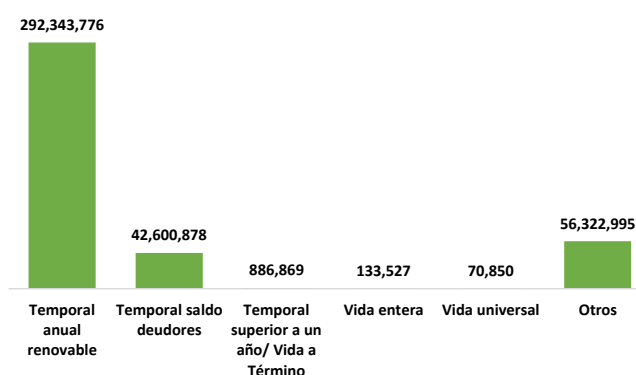 292,343,776
42,600,878
886,869
133,527
70,850
56,322,995
Temporal
anual
renovable
Temporal saldo
deudores
Temporal
superior a un
año/ Vida a
Término
Vida entera
Vida universal
Otros